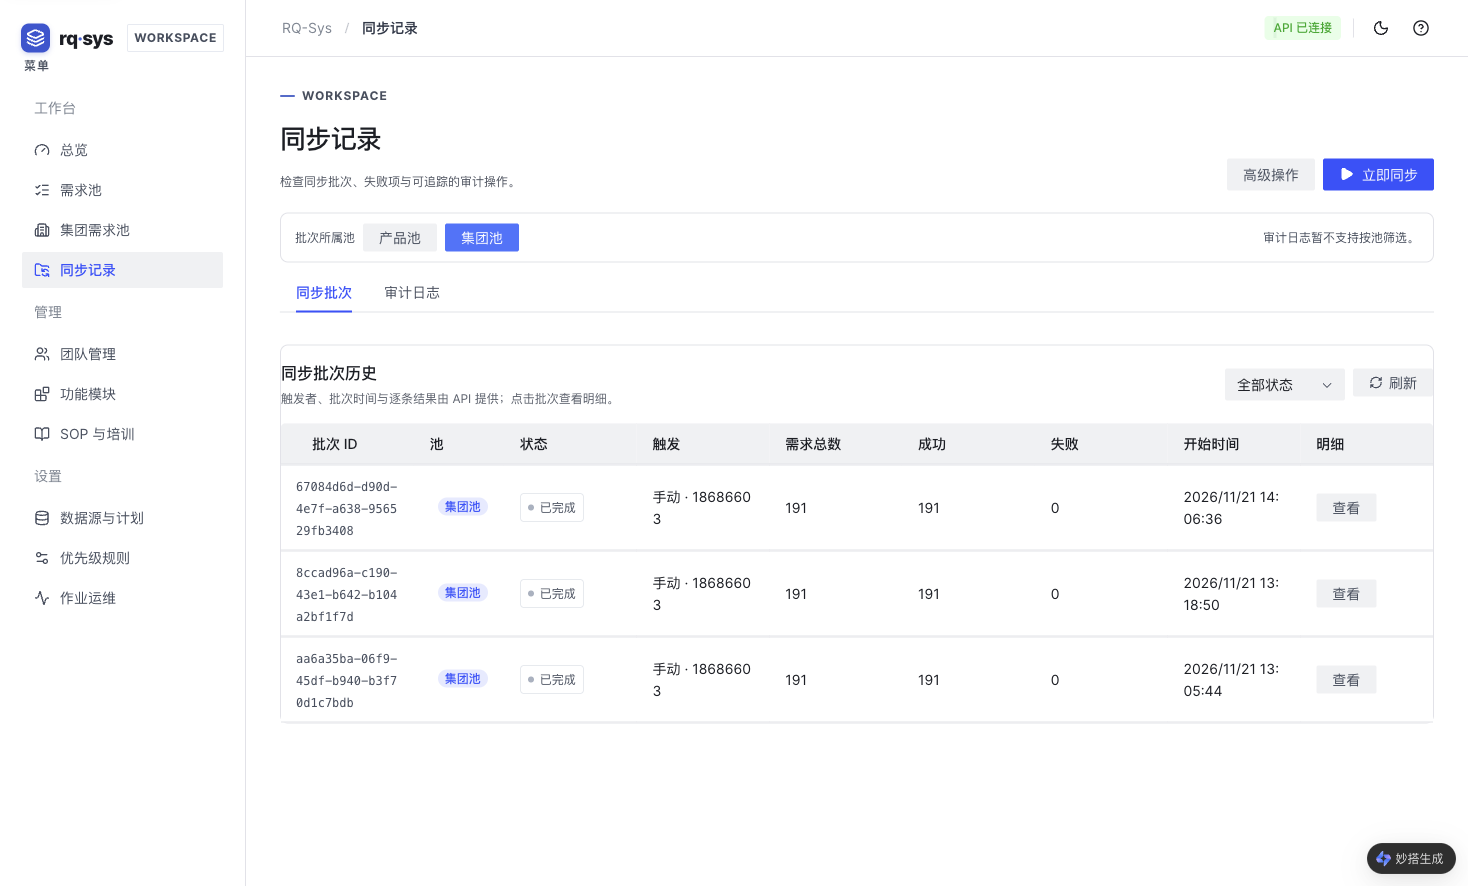 rq·sys WORKSPACE
菜单
工作台
总览
需求池
集团需求池
同步记录
管理
团队管理
功能模块
SOP 与培训
设置
数据源与计划
优先级规则
作业运维
RQ-Sys / 同步记录
API 已连接
WORKSPACE
同步记录
检查同步批次、失败项与可追踪的审计操作。
高级操作 立即同步
批次所属池 产品池 集团池 审计日志暂不支持按池筛选。
同步批次 审计日志
同步批次历史
触发者、批次时间与逐条结果由 API 提供；点击批次查看明细。
全部状态 刷新
批次 ID 池 状态 触发 需求总数 成功 失败 开始时间 明细
67084d6d-d90d-
4e7f-a638-9565
29fb3408
集团池 已完成
手动 · 1868660
3
191 191 0
2026/11/21 14:
06:36
查看
8ccad96a-c190-
43e1-b642-b104
a2bf1f7d
集团池 已完成
手动 · 1868660
3
191 191 0
2026/11/21 13:
18:50
查看
aa6a35ba-06f9-
45df-b940-b3f7
0d1c7bdb
集团池 已完成
手动 · 1868660
3
191 191 0
2026/11/21 13:
05:44
查看
妙搭生成